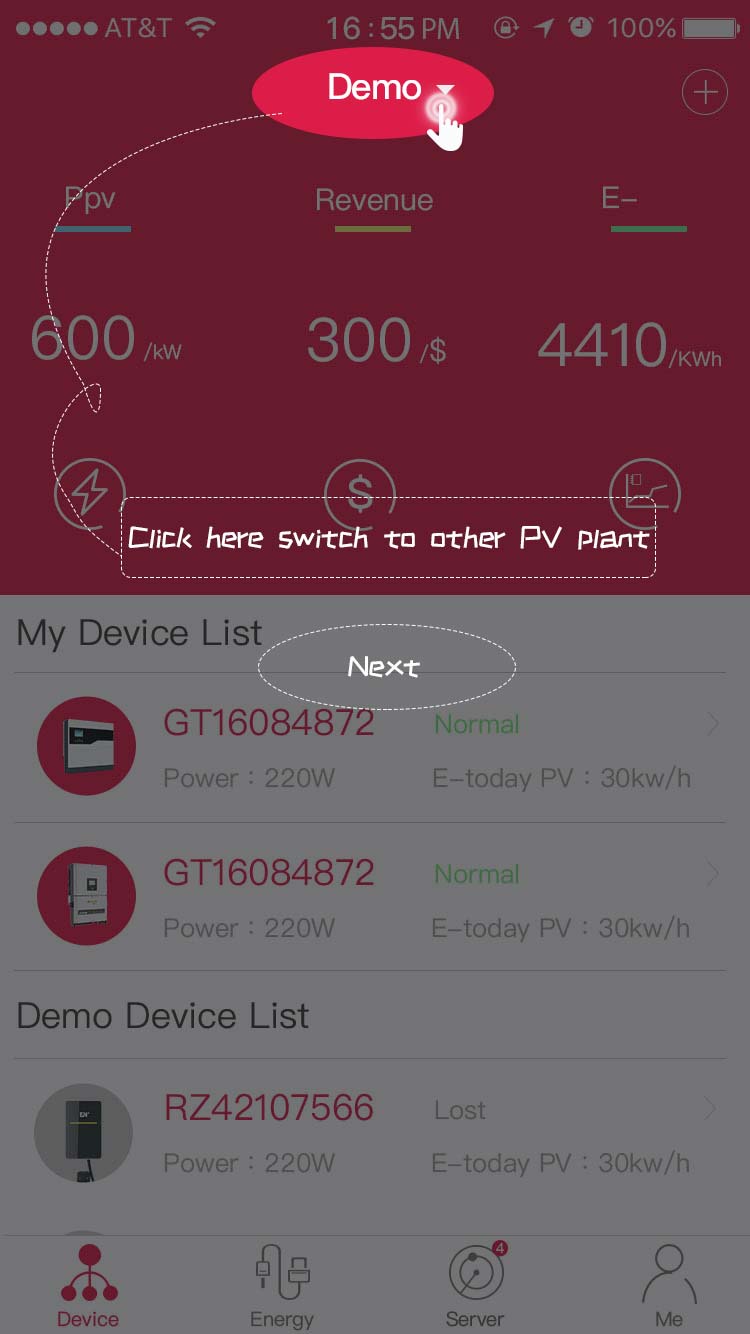 AT&T 16:55PM 100%
Demo
Ppv Revenue E-
600/kW 300/$ 4410/KWh
$
Click here switch to other PV plant
My Device List
Next
GT16084872 Normal
Power：220W E-today PV：30kw/h
GT16084872 Normal
Power：220W E-today PV：30kw/h
Demo Device List
RZ42107566 Lost
Power：220W E-today PV：30kw/h
4
Device Energy Server Me